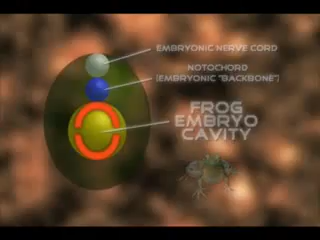 EMBRYONIC NERVE CORD
NOTOCHORD
(EMBRYONIC "BACKBONE")
FROG
EMBRYO
CAVITY